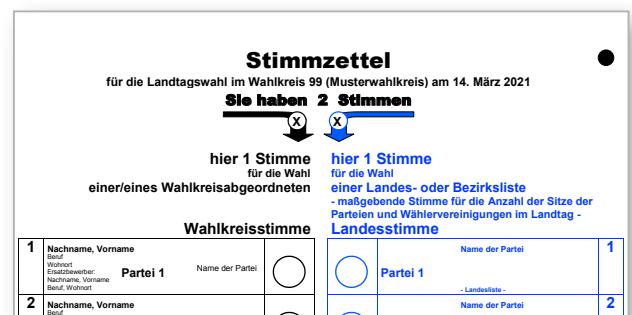 Stimmzettel
für die Landtagswahl im Wahlkreis 99 (Musterwahlkreis) am 14. März 2021
Sie haben 2 Stimmen
X X
hier 1 Stimme
für die Wahl
einer/eines Wahlkreisabgeordneten
Wahlkreisstimme
hier 1 Stimme
für die Wahl
einer Landes- oder Bezirksliste
- maßgebende Stimme für die Anzahl der Sitze der
Parteien und Wählervereinigungen im Landtag -
Landesstimme
1
Nachname, Vorname
Beruf
Wohnort
Ersatzbewerber:
Nachname, Vorname
Beruf, Wohnort
Partei 1
Name der Partei
Partei 1
Name der Partei
- Landesliste -
1
2
Nachname, Vorname
Beruf
Name der Partei
2